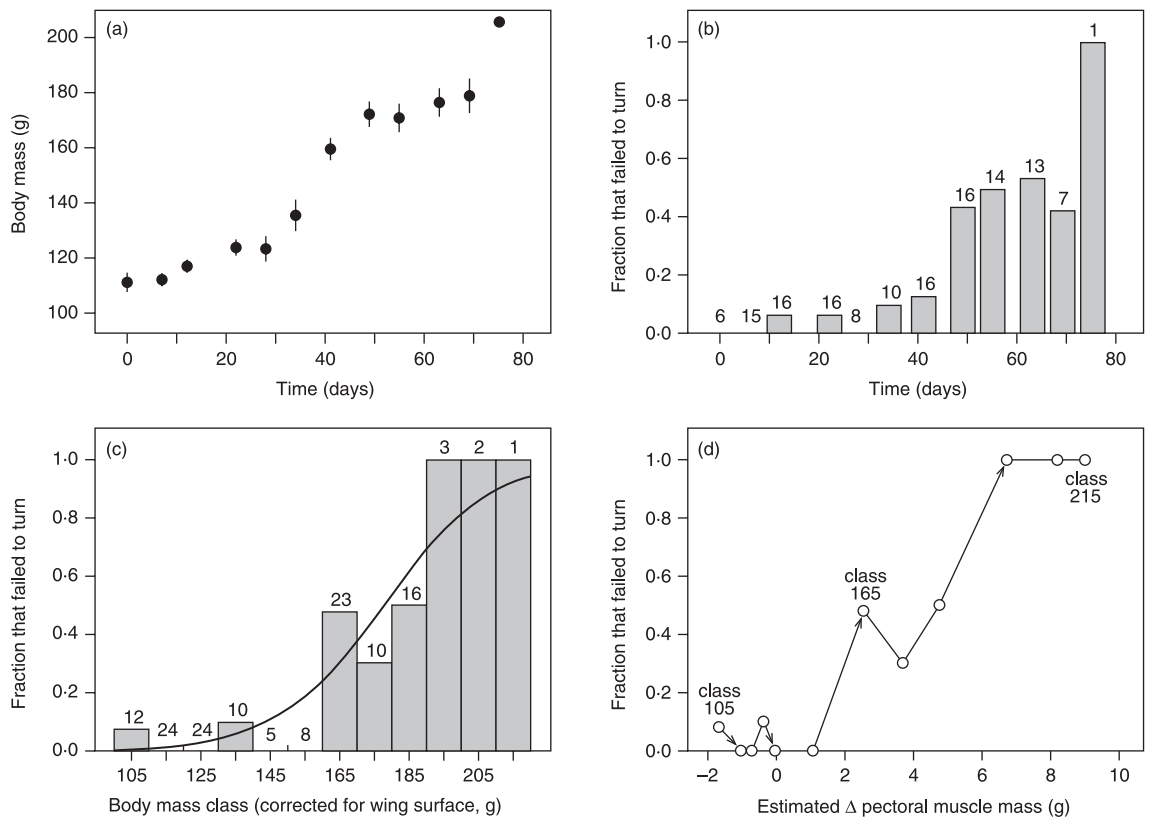 (a)
Body mass (g)
200
180
160
140
120
100
0 20 40 60 80
Time (days)
(b)
Fraction that failed to turn
1·0
0·8
0·6
0·4
0·2
0·0
6 15 16 16 8 10 16 16 14 13 7 1
0 20 40 60 80
Time (days)
(c)
Fraction that failed to turn
1·0
0·8
0·6
0·4
0·2
0·0
12 24 24 10 5 8 23 10 16 3 2 1
105 125 145 165 185 205
Body mass class (corrected for wing surface, g)
(d)
Fraction that failed to turn
1·0
0·8
0·6
0·4
0·2
0·0
class
105
class
165
class
215
−2 0 2 4 6 8 10
Estimated Δ pectoral muscle mass (g)